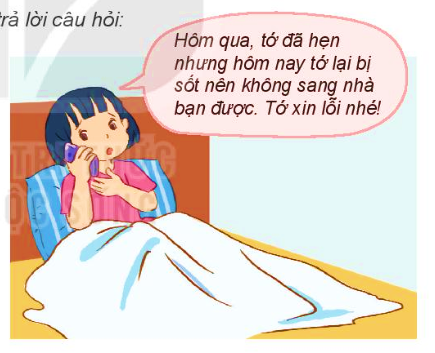 trả lời câu hỏi:
Hôm qua, tớ đã hẹn
nhưng hôm nay tớ lại bị
sốt nên không sang nhà
bạn được. Tớ xin lỗi nhé!